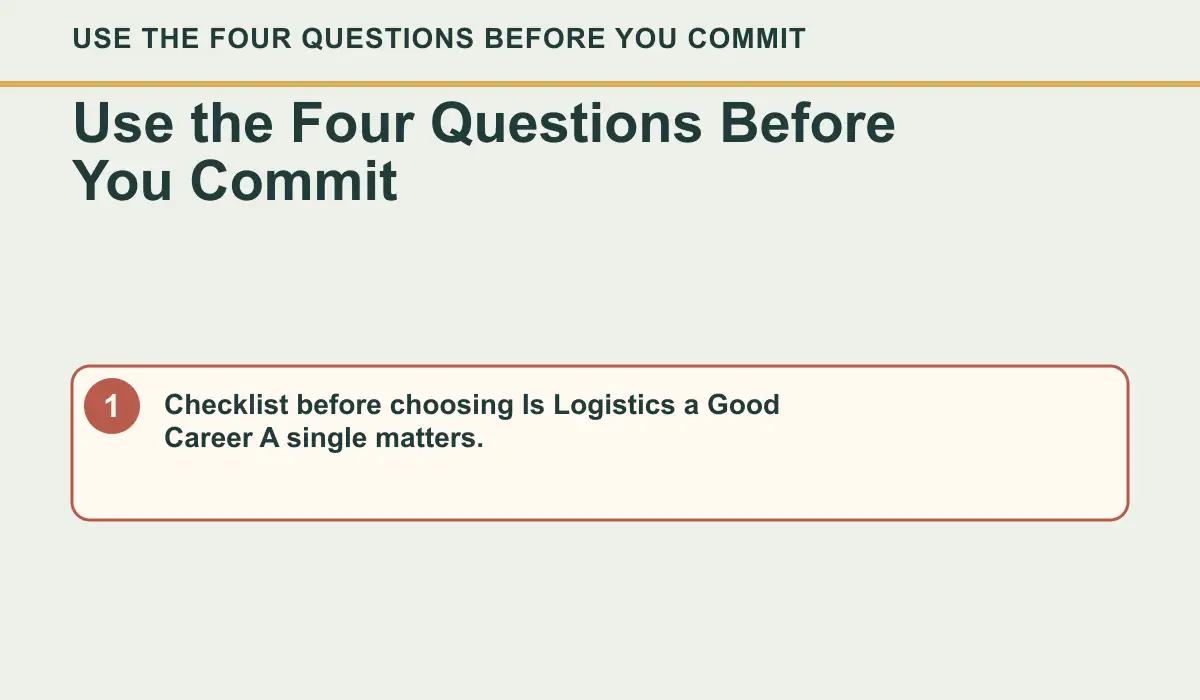 USE THE FOUR QUESTIONS BEFORE YOU COMMIT
Use the Four Questions Before
You Commit
1
Checklist before choosing Is Logistics a Good
Career A single matters.